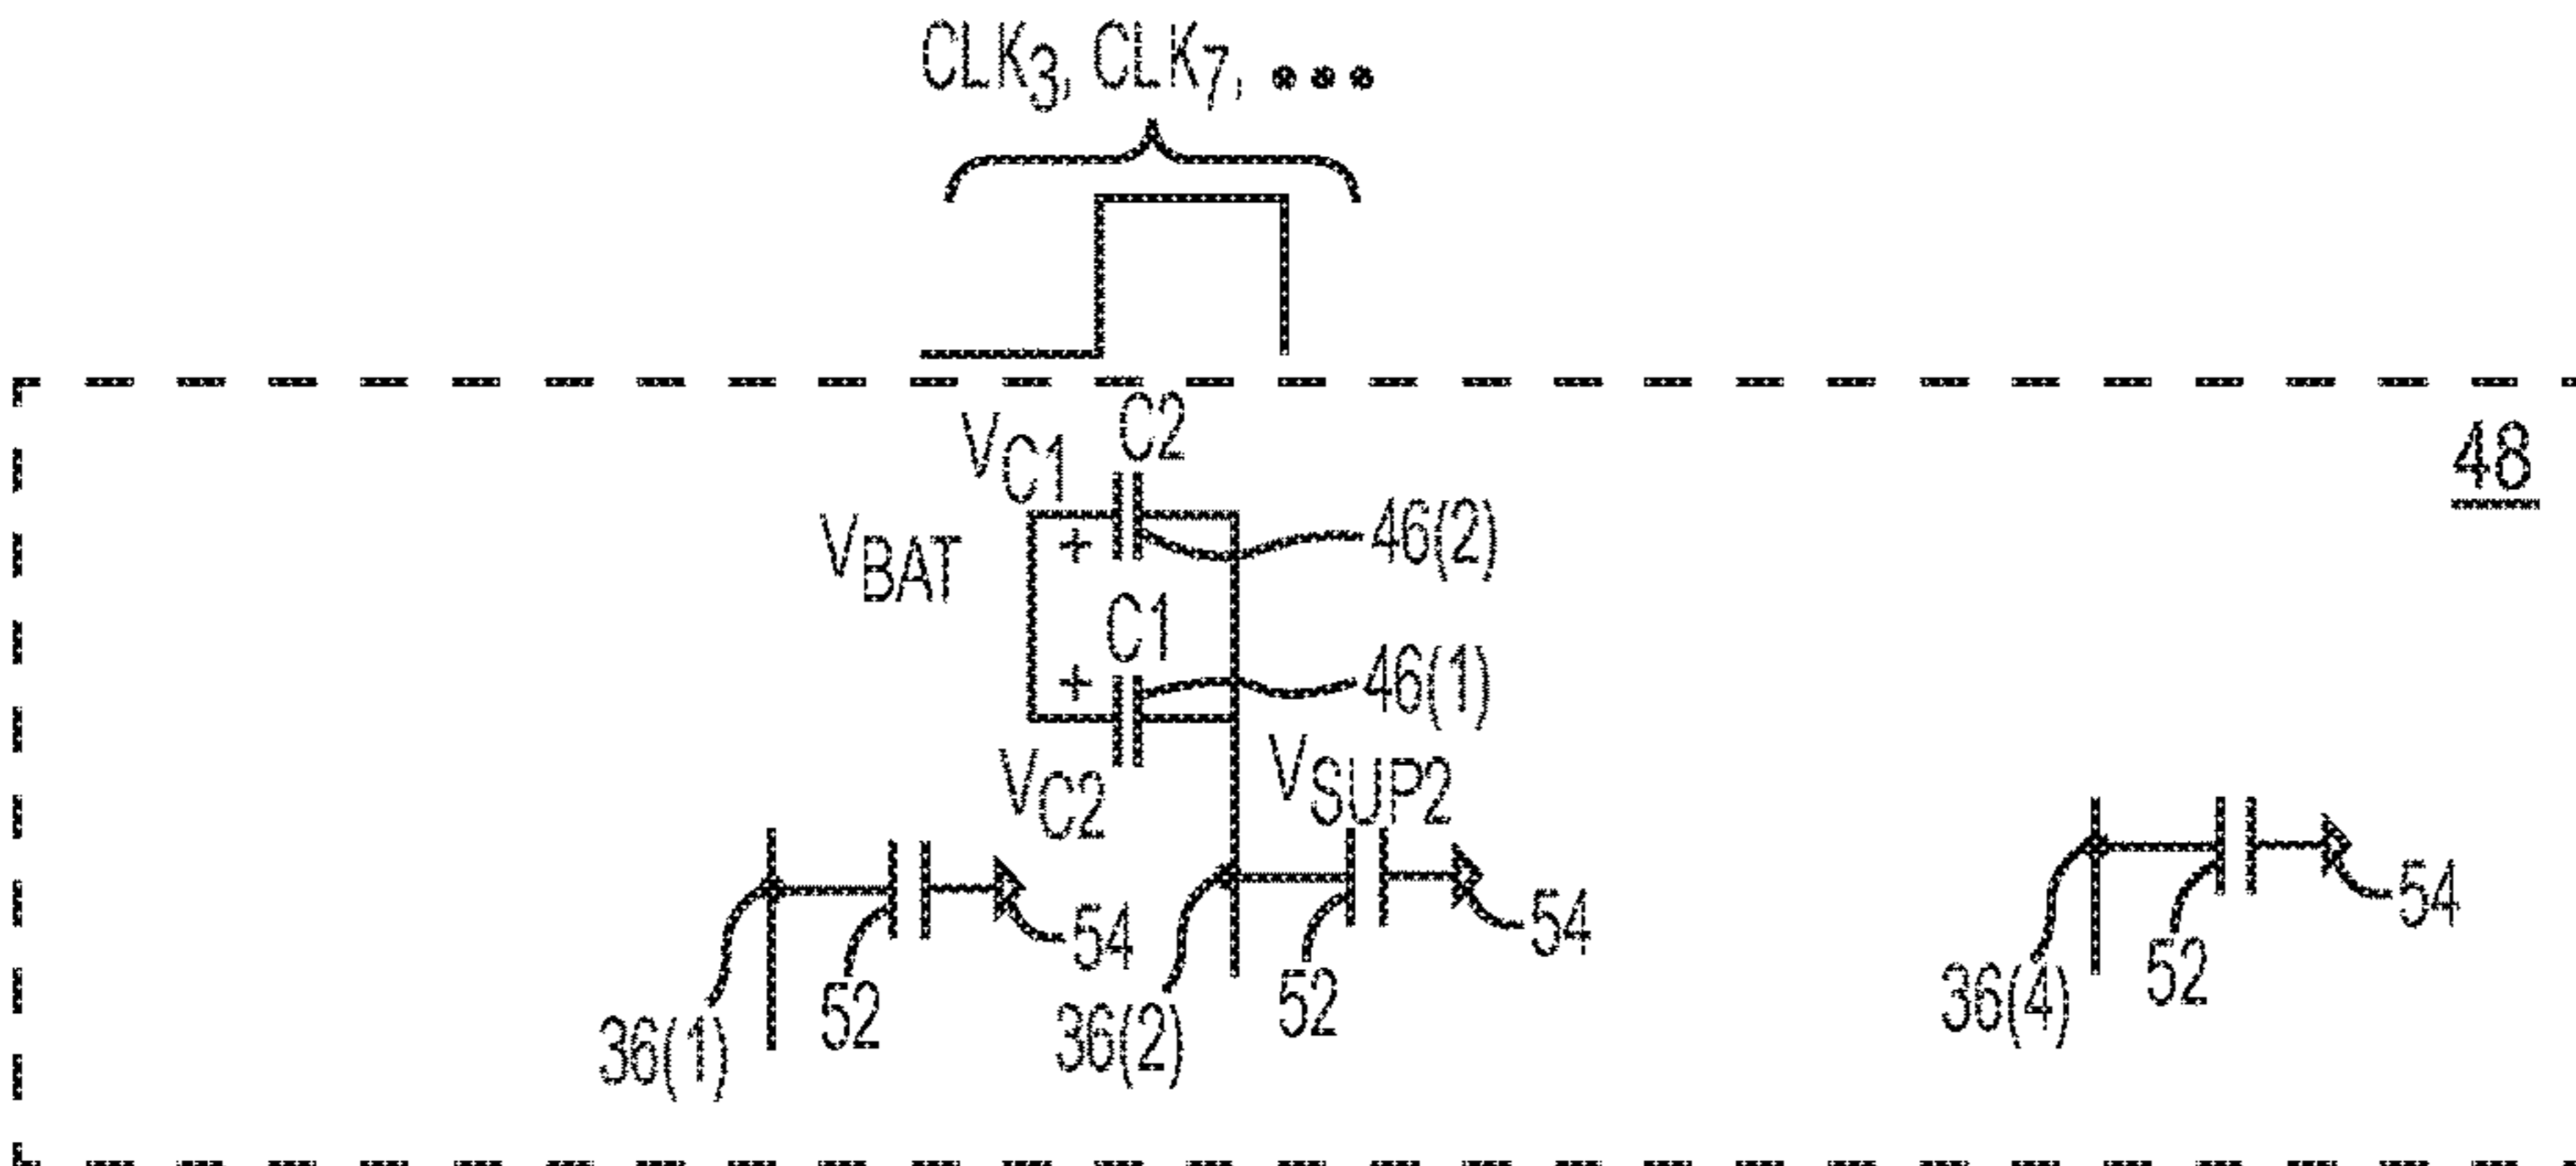 CLK3, CLK7, •••
48
VC1
C2
46(2)
VBAT
+
C1
+
46(1)
VC2
VSUP2
36(1)
52
54
36(2)
52
54
36(4)
52
54